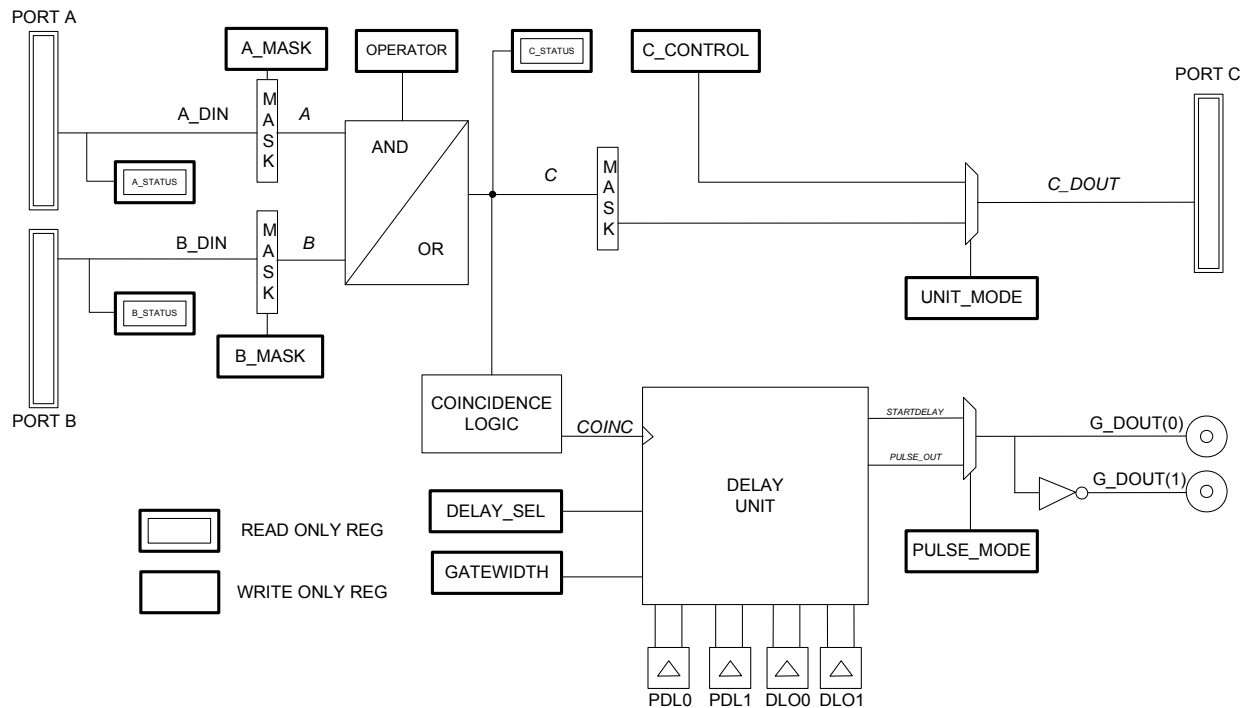 PORT A
A_MASK
OPERATOR
C_STATUS
C_CONTROL
PORT C
A_DIN
M
A
S
K
A
AND
OR
A_STATUS
C
M
A
S
K
C_DOUT
B_DIN
M
A
S
K
B
B_STATUS
B_MASK
UNIT_MODE
PORT B
COINCIDENCE
LOGIC
COINC
DELAY
UNIT
STARTDELAY
PULSE_OUT
G_DOUT(0)
G_DOUT(1)
DELAY_SEL
GATEWIDTH
PULSE_MODE
READ ONLY REG
WRITE ONLY REG
PDL0
PDL1
DLO0
DLO1